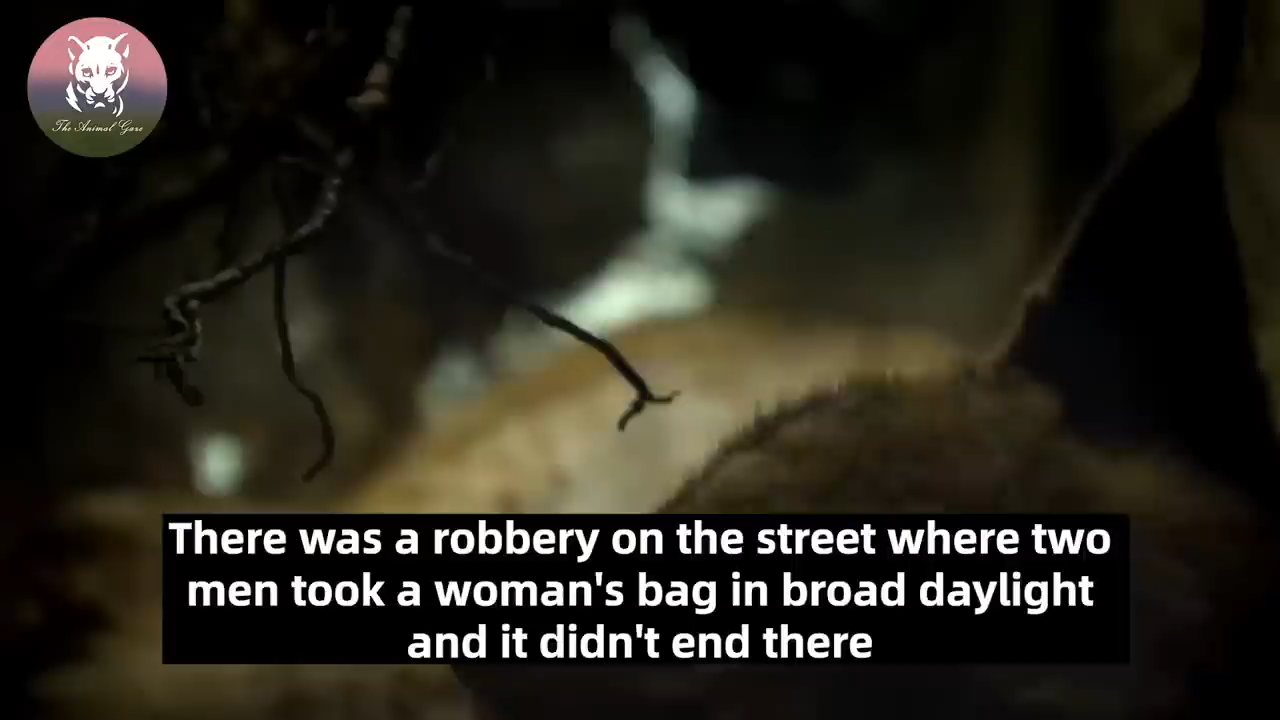 The Animal Gaze
There was a robbery on the street where two
men took a woman's bag in broad daylight
and it didn't end there